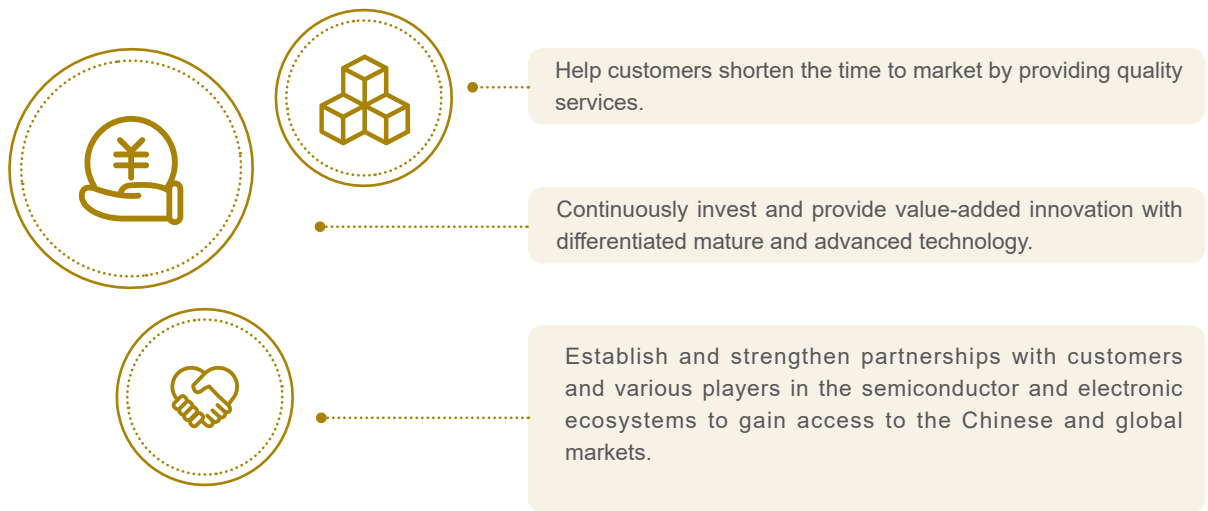 Help customers shorten the time to market by providing quality
services.
Continuously invest and provide value-added innovation with
differentiated mature and advanced technology.
Establish and strengthen partnerships with customers
and various players in the semiconductor and electronic
ecosystems to gain access to the Chinese and global
markets.
¥